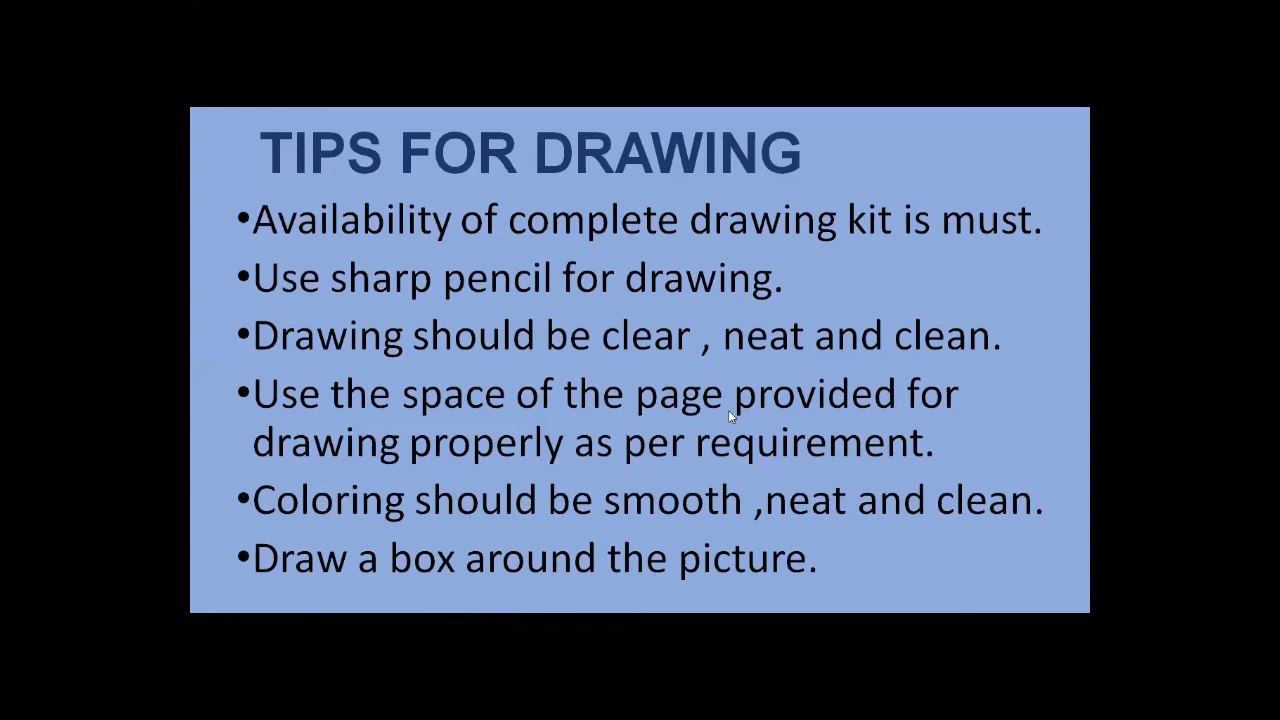 TIPS FOR DRAWING
•Availability of complete drawing kit is must.
•Use sharp pencil for drawing.
•Drawing should be clear , neat and clean.
•Use the space of the page provided for
drawing properly as per requirement.
•Coloring should be smooth ,neat and clean.
•Draw a box around the picture.